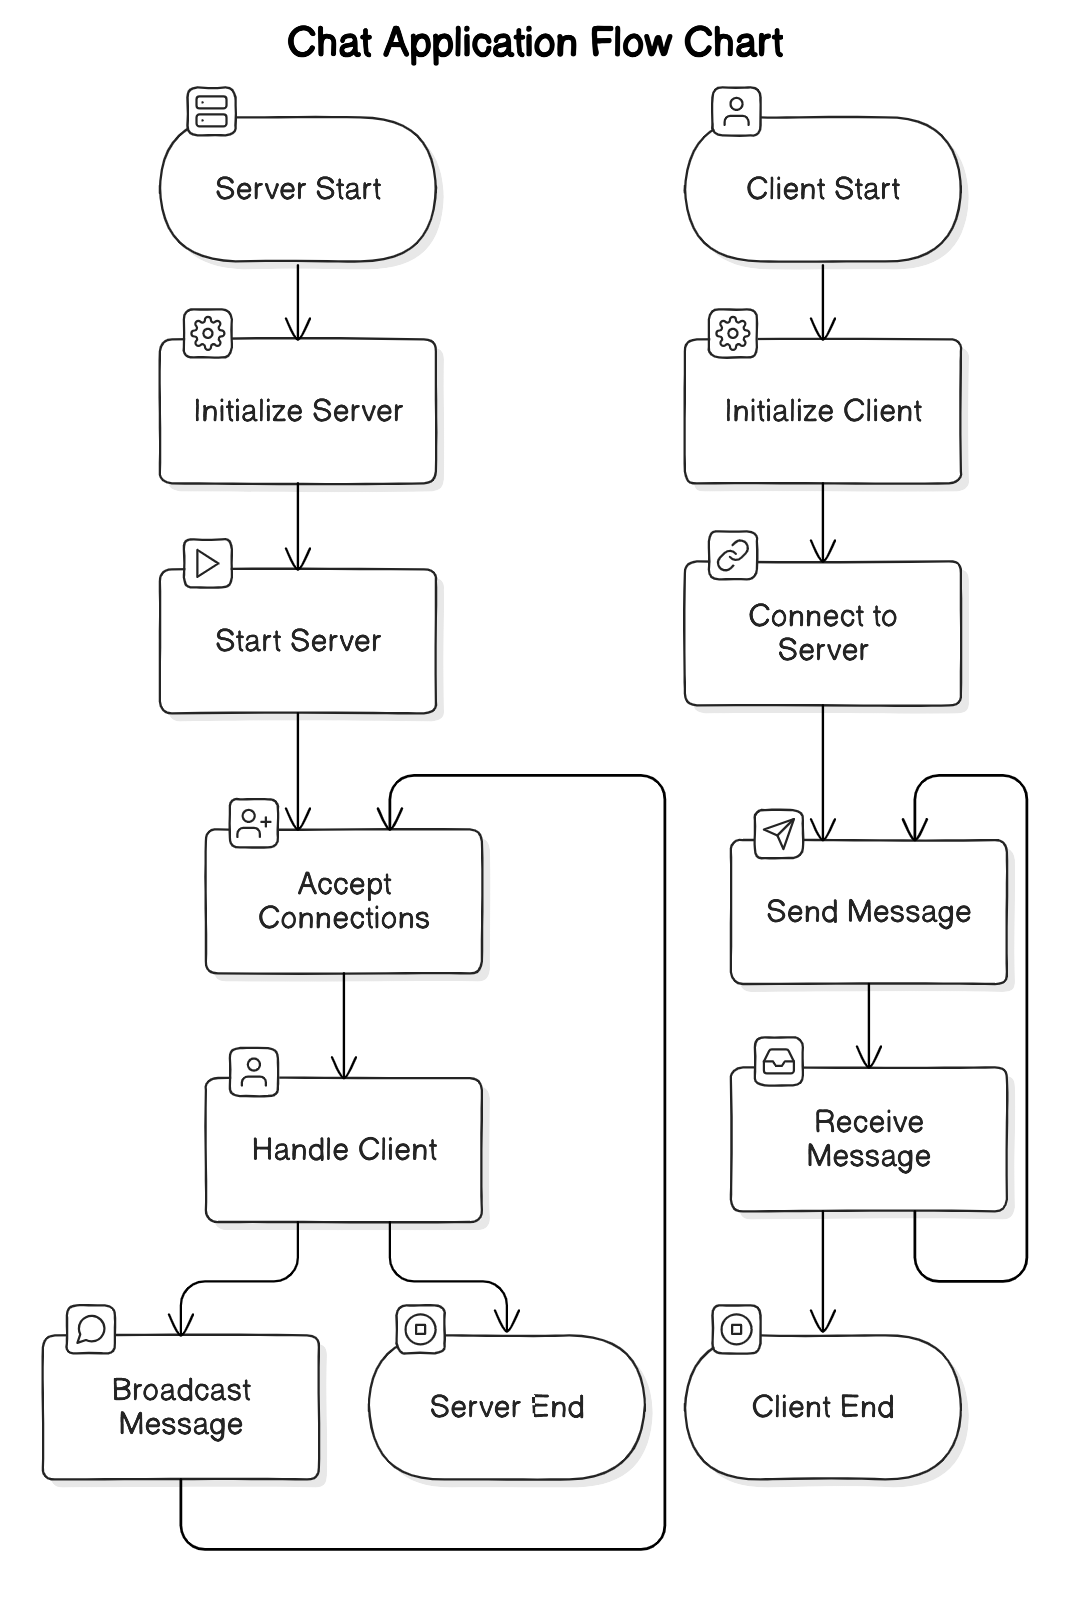 Chat Application Flow Chart
Server Start
Client Start
Initialize Server
Initialize Client
Start Server
Connect to
Server
Accept
Connections
Send Message
Handle Client
Receive
Message
Broadcast
Message
Server End
Client End